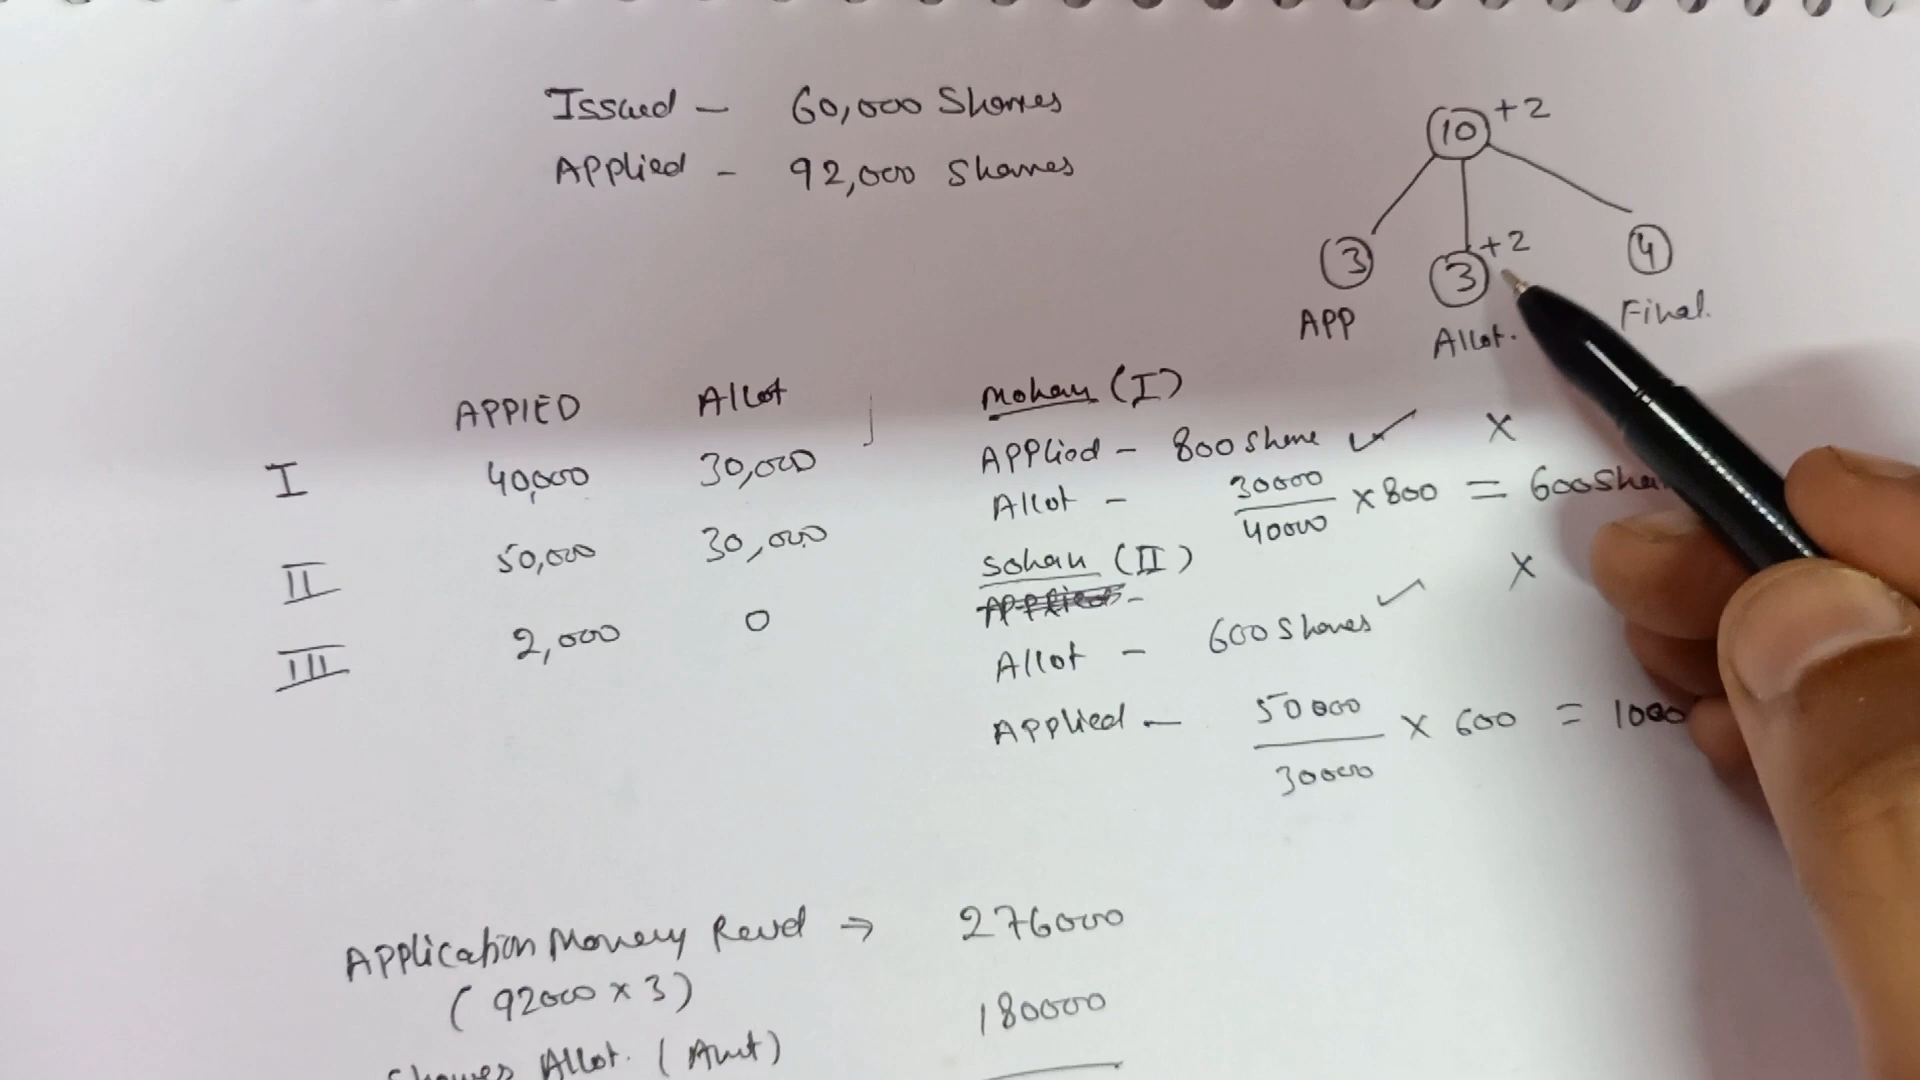 Issued - 60,000 Shares
Applied - 92,000 Shares
10 +2
3 3 +2 4
APP Allot. Final.
APPIED Allot
I 40,000 30,000
II 50,000 30,000
III 2,000 0
Mohan (I)
APPlied - 800 Share ✓ X
Allot - 30000/40000 x 800 = 600 Sha
Sohan (II)
Allot - 600 Shares ✓ X
Applied - 50000/30000 x 600 = 1000
Application Money Recvd → 276000
(92000 x 3)
Shares Allot. (Amt) 180000